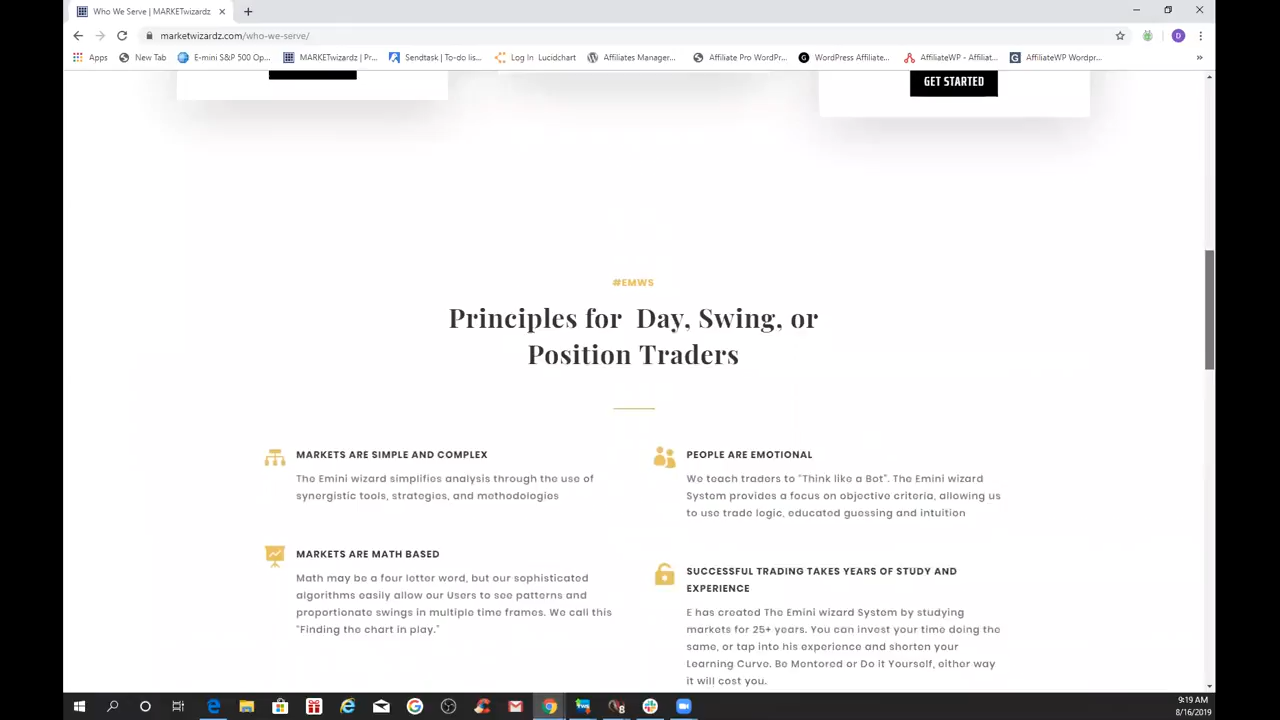 Who We Serve | MARKETwizardz
marketwizardz.com/who-we-serve/
Apps
New Tab
E-mini S&P 500 Op...
MARKETwizardz | Pr...
Sendtask | To-do lis...
Log In Lucidchart
Affiliates Manager...
Affiliate Pro WordPr...
WordPress Affiliate...
AffiliateWP - Affiliat...
AffiliateWP Wordpr...
D
GET STARTED
#EMWS
Principles for Day, Swing, or
Position Traders
MARKETS ARE SIMPLE AND COMPLEX
The Emini wizard simplifies analysis through the use of
synergistic tools, strategies, and methodologies
PEOPLE ARE EMOTIONAL
We teach traders to "Think like a Bot". The Emini wizard
System provides a focus on objective criteria, allowing us
to use trade logic, educated guessing and intuition
MARKETS ARE MATH BASED
Math may be a four letter word, but our sophisticated
algorithms easily allow our Users to see patterns and
proportionate swings in multiple time frames. We call this
"Finding the chart in play."
SUCCESSFUL TRADING TAKES YEARS OF STUDY AND
EXPERIENCE
E has created The Emini wizard System by studying
markets for 25+ years. You can invest your time doing the
same, or tap into his experience and shorten your
Learning Curve. Be Mentored or Do it Yourself, either way
it will cost you.
9:19 AM
8/16/2019